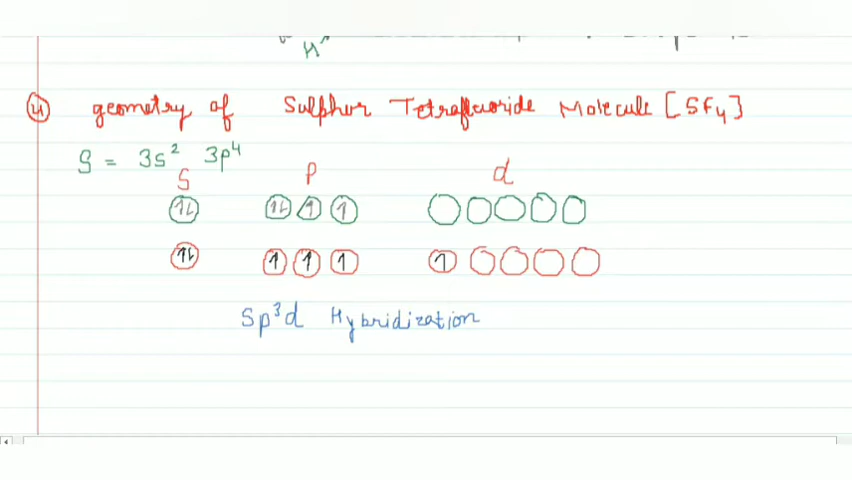 H
④ geometry of Sulphur Tetrafluoride Molecule [SF₄]
S = 3s² 3p⁴
S P d
↑↓ ↑↓ ↑ ↑
↑↓ ↑ ↑ ↑ ↑
Sp³d Hybridization